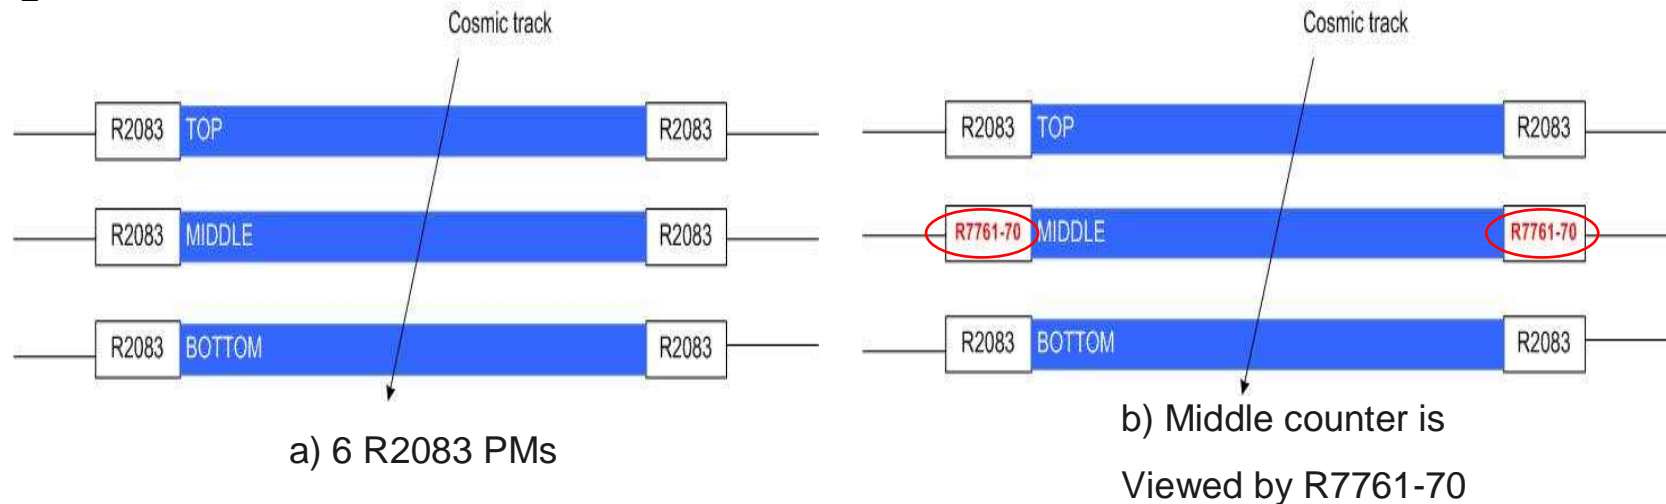 Cosmic track
R2083 TOP R2083
R2083 MIDDLE R2083
R2083 BOTTOM R2083
a) 6 R2083 PMs
Cosmic track
R2083 TOP R2083
R7761-70 MIDDLE R7761-70
R2083 BOTTOM R2083
b) Middle counter is
Viewed by R7761-70